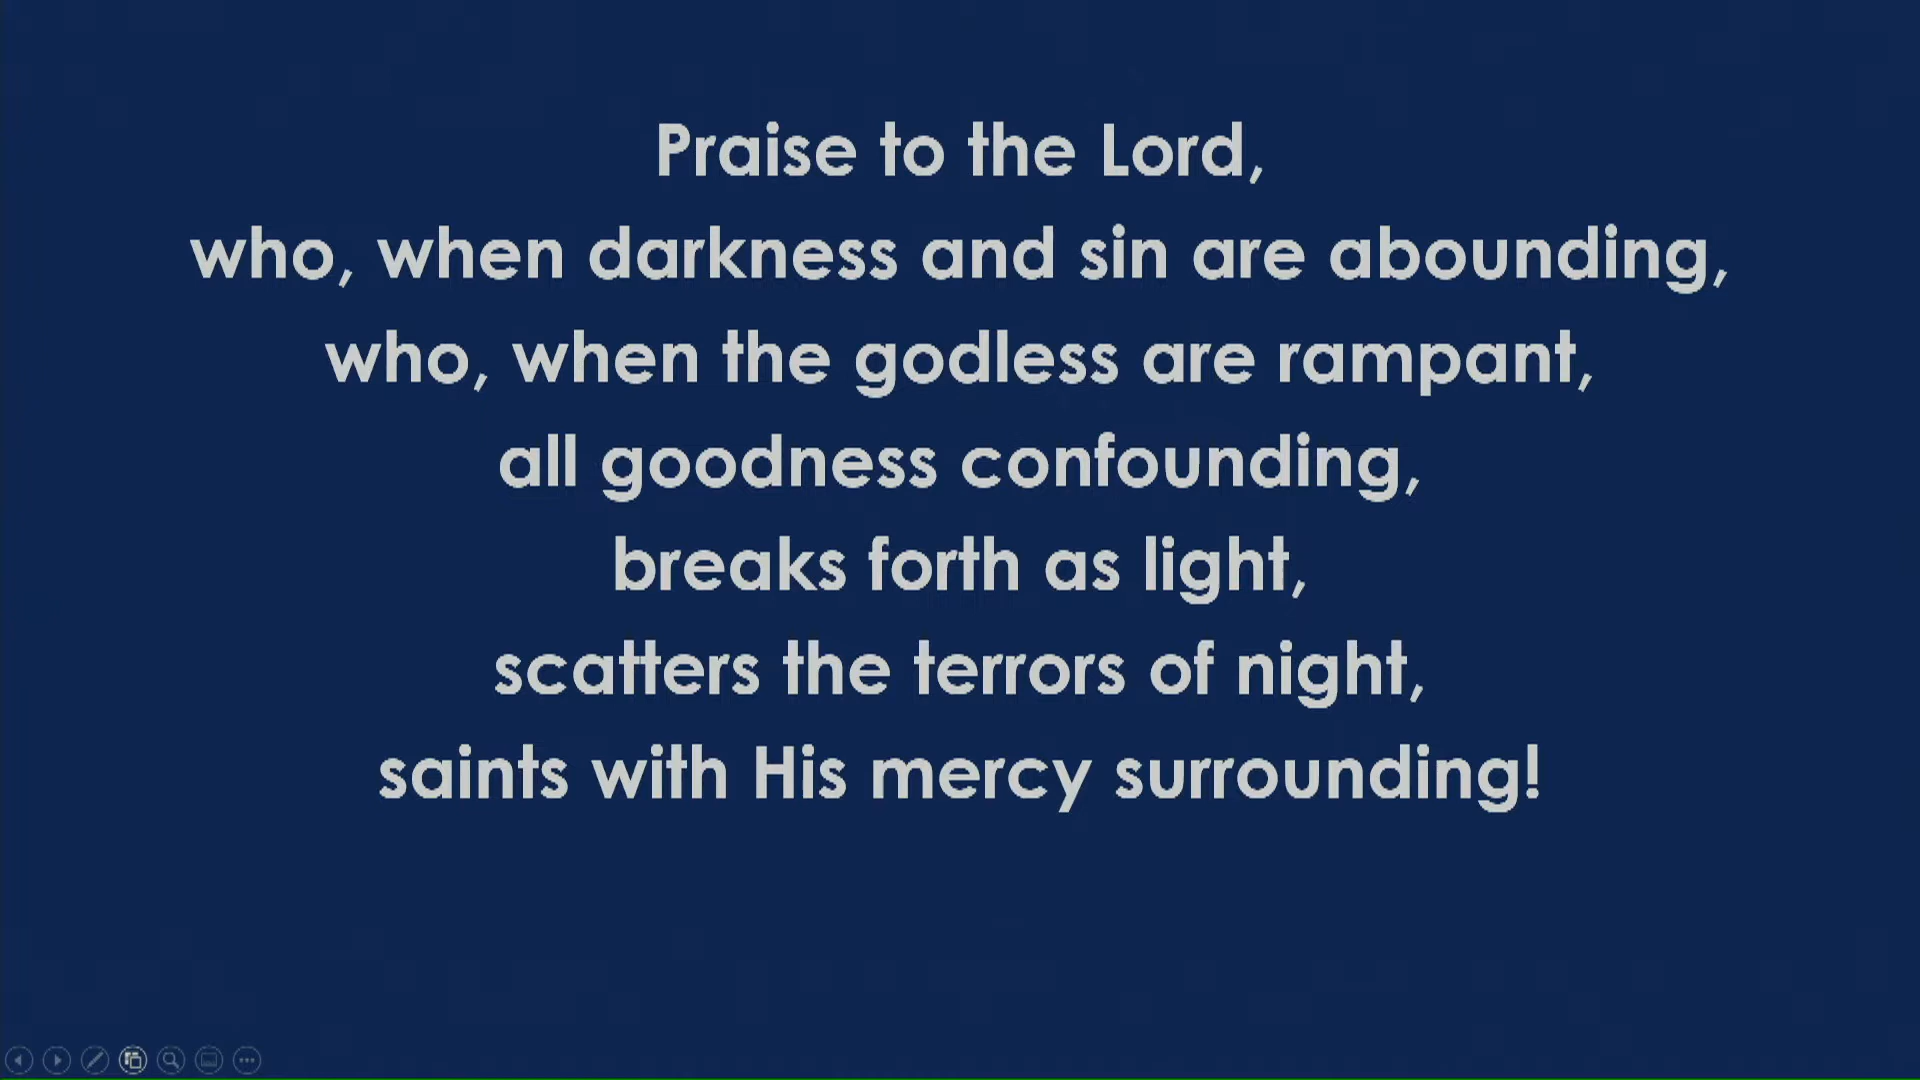 Praise to the Lord,
who, when darkness and sin are abounding,
who, when the godless are rampant,
all goodness confounding,
breaks forth as light,
scatters the terrors of night,
saints with His mercy surrounding!